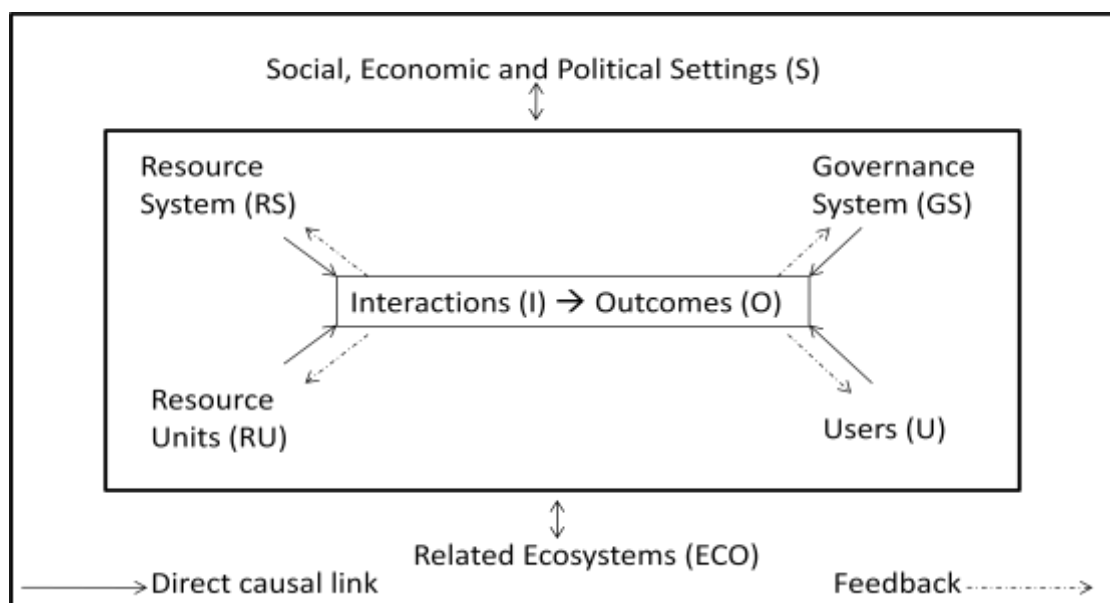 Social, Economic and Political Settings (S)
Resource
System (RS)
Governance
System (GS)
Interactions (I) → Outcomes (O)
Resource
Units (RU)
Users (U)
Related Ecosystems (ECO)
Direct causal link
Feedback